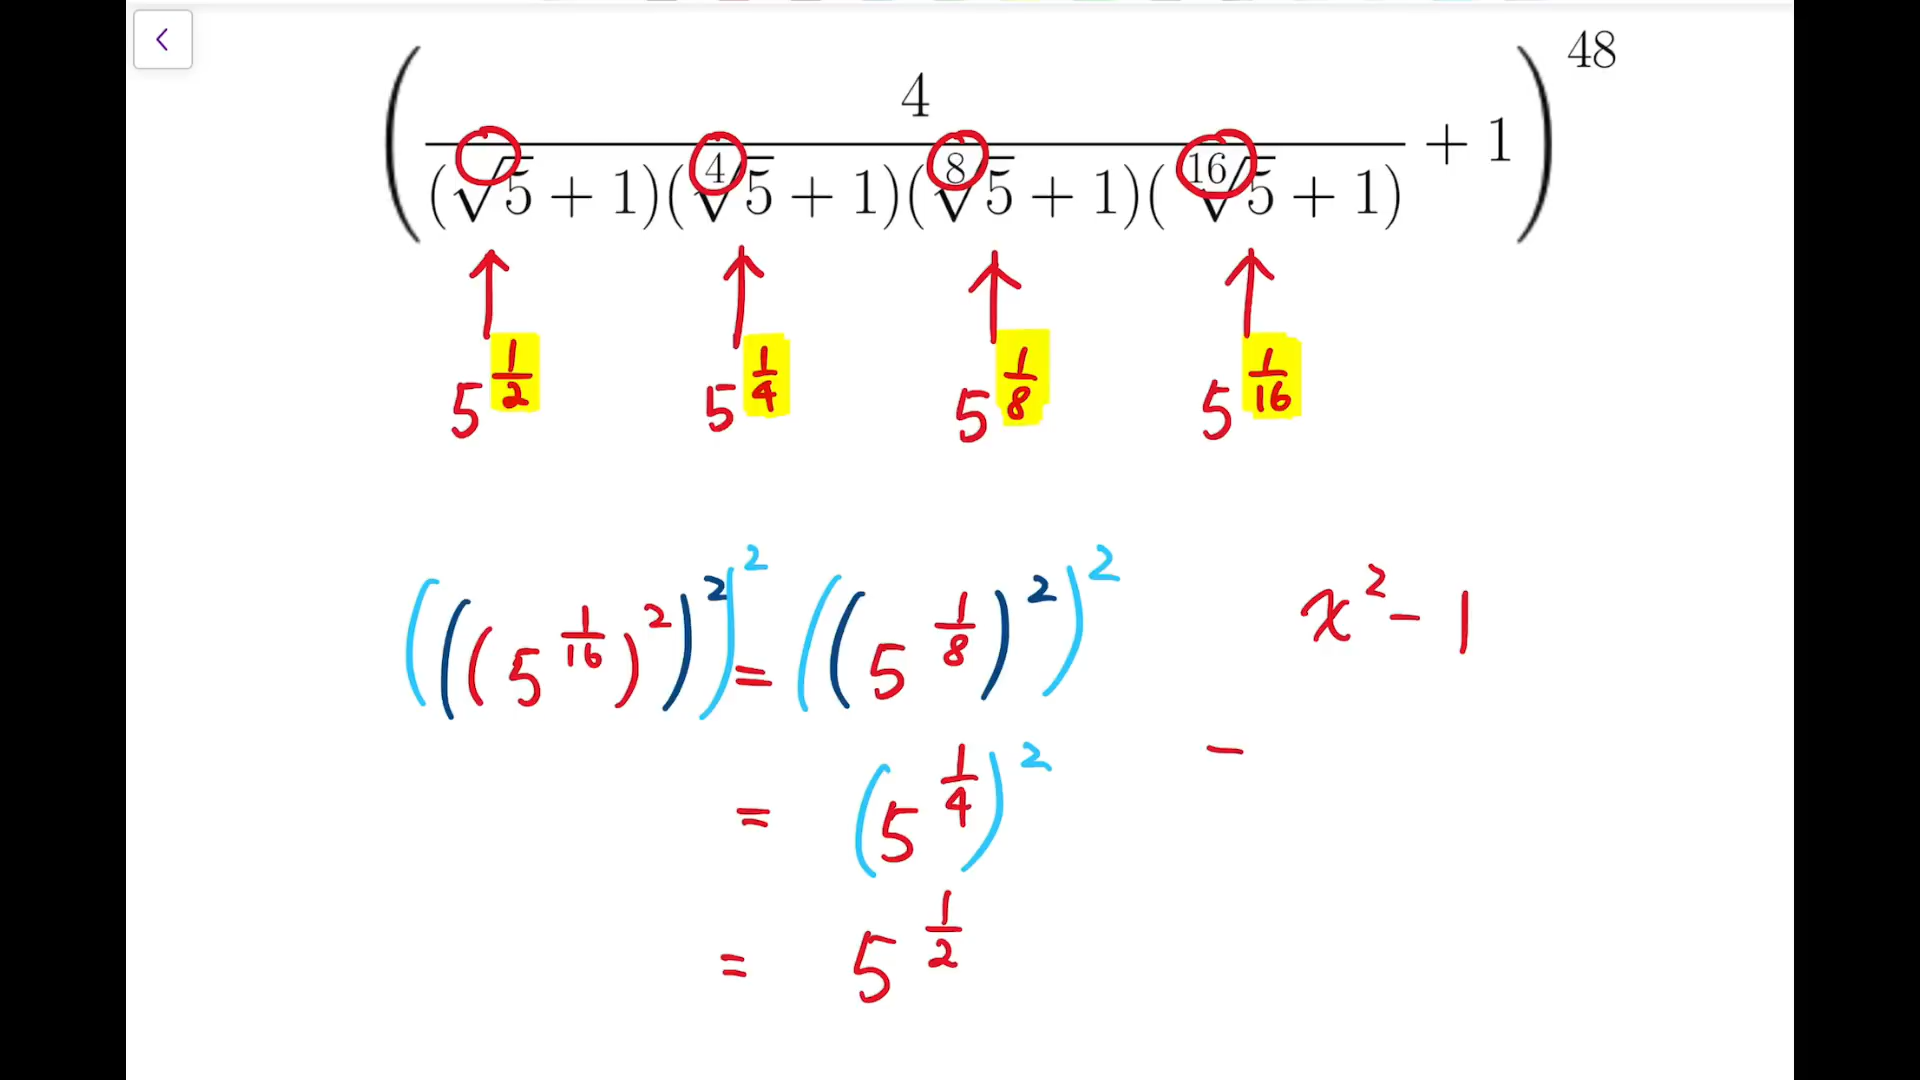 ( 4 / (√5 + 1)(⁴√5 + 1)(⁸√5 + 1)(¹⁶√5 + 1) + 1 )^48
5^(1/2) 5^(1/4) 5^(1/8) 5^(1/16)
(((5^(1/16))^2)^2)^2 = ((5^(1/8))^2)^2
x^2 - 1
= (5^(1/4))^2
-
= 5^(1/2)